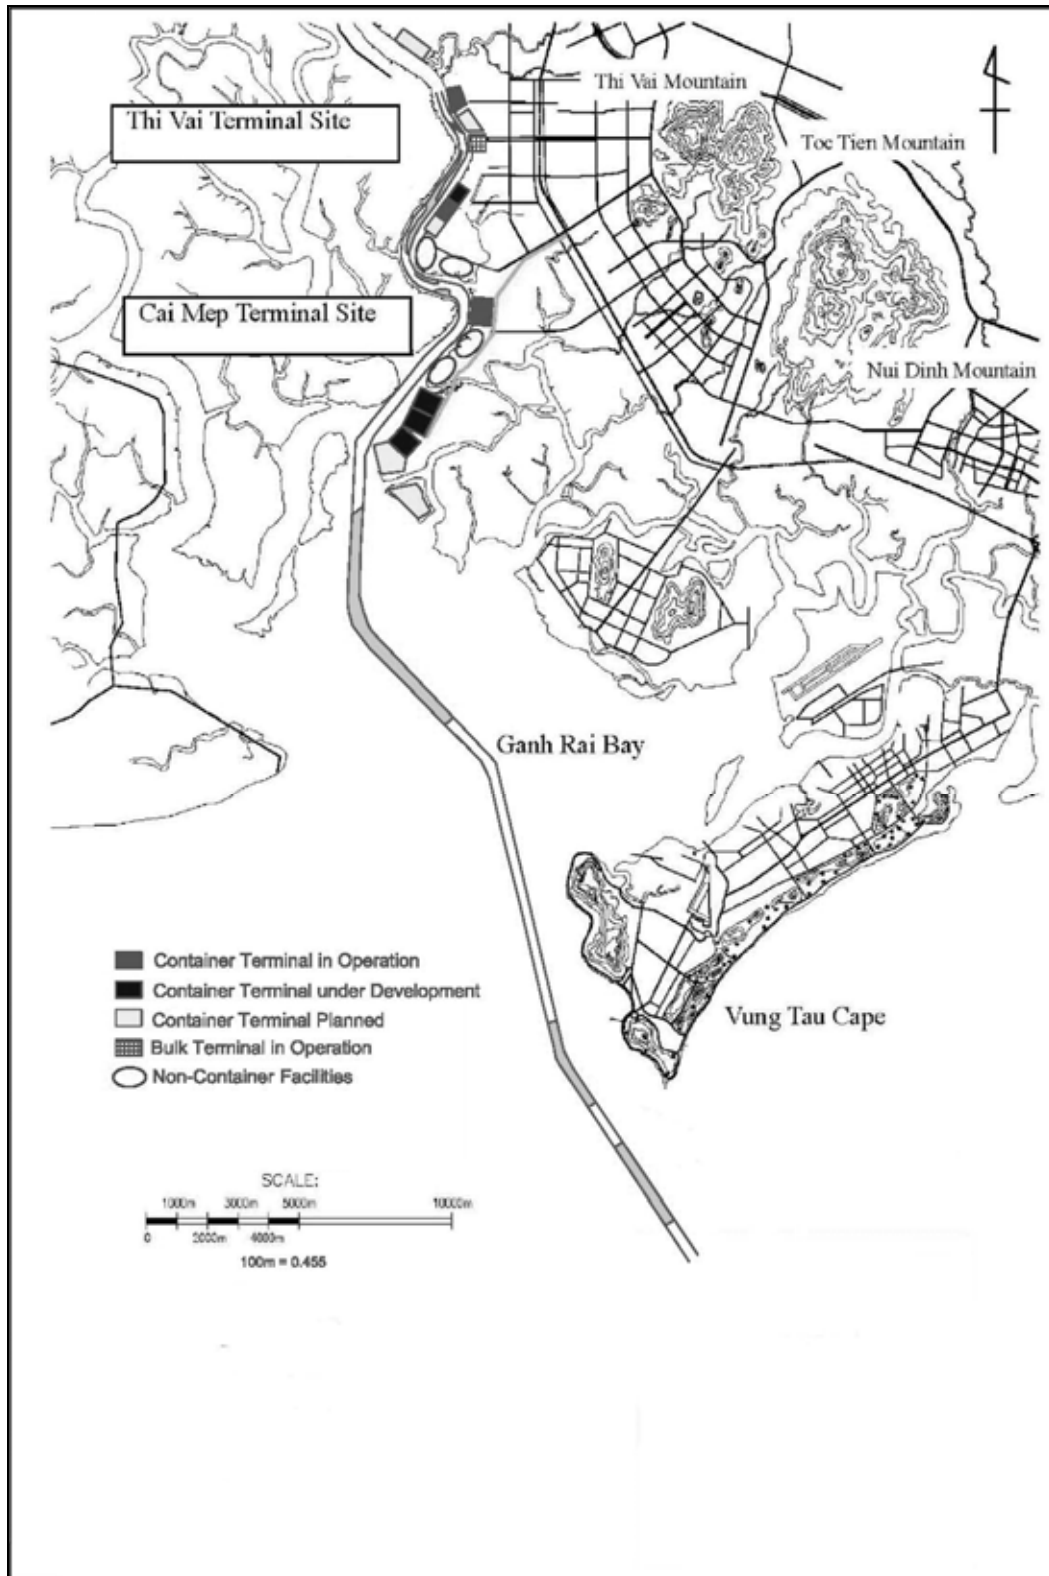 Thi Vai Mountain
Thi Vai Terminal Site
Toc Tien Mountain
Cai Mep Terminal Site
Nui Dinh Mountain
Ganh Rai Bay
Vung Tau Cape
Container Terminal in Operation
Container Terminal under Development
Container Terminal Planned
Bulk Terminal in Operation
Non-Container Facilities
SCALE:
1000m 3000m 5000m 10000m
0 2000m 4000m
100m = 0.455